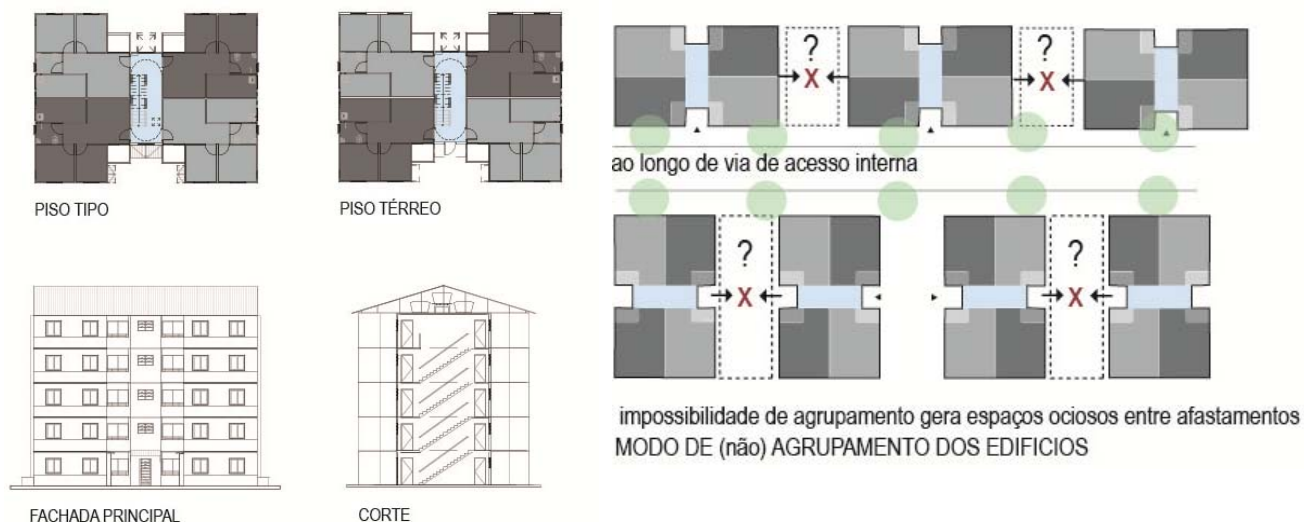 PISO TIPO
PISO TÉRREO
FACHADA PRINCIPAL
CORTE
?
X
?
X
ao longo de via de acesso interna
?
X
?
X
impossibilidade de agrupamento gera espaços ociosos entre afastamentos
MODO DE (não) AGRUPAMENTO DOS EDIFICIOS